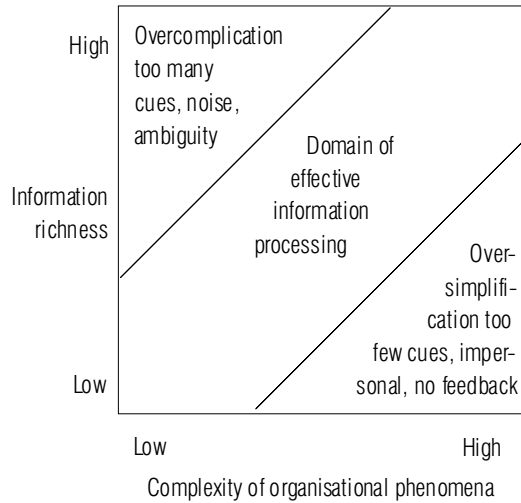 High
Overcomplication
too many
cues, noise,
ambiguity
Domain of
effective
information
processing
Information
richness
Over-
simplifi-
cation too
few cues, imper-
sonal, no feedback
Low
Low
High
Complexity of organisational phenomena